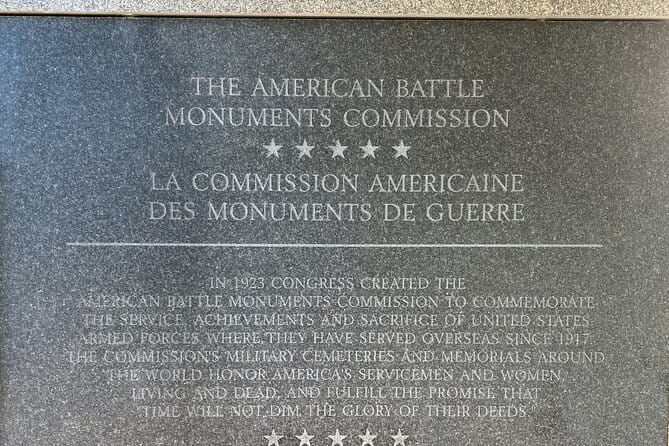 THE AMERICAN BATTLE
MONUMENTS COMMISSION
LA COMMISSION AMERICAINE
DES MONUMENTS DE GUERRE
IN 1923 CONGRESS CREATED THE
AMERICAN BATTLE MONUMENTS COMMISSION TO COMMEMORATE
THE SERVICE, ACHIEVEMENTS AND SACRIFICE OF UNITED STATES
ARMED FORCES WHERE THEY HAVE SERVED OVERSEAS SINCE 1917.
THE COMMISSION'S MILITARY CEMETERIES AND MEMORIALS AROUND
THE WORLD HONOR AMERICA'S SERVICEMEN AND WOMEN,
LIVING AND DEAD, AND FULFILL THE PROMISE THAT
"TIME WILL NOT DIM THE GLORY OF THEIR DEEDS."